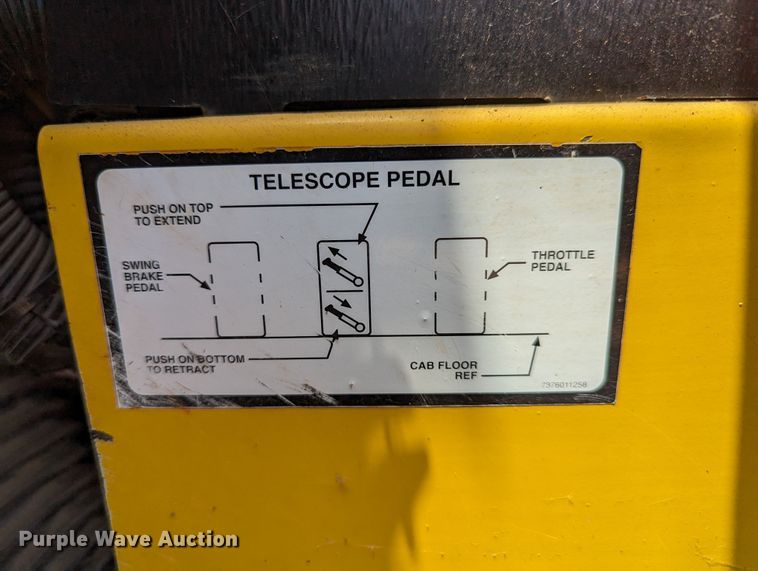 TELESCOPE PEDAL
PUSH ON TOP
TO EXTEND
SWING
BRAKE
PEDAL
THROTTLE
PEDAL
PUSH ON BOTTOM
TO RETRACT
CAB FLOOR
REF
7376011258
Purple Wave Auction